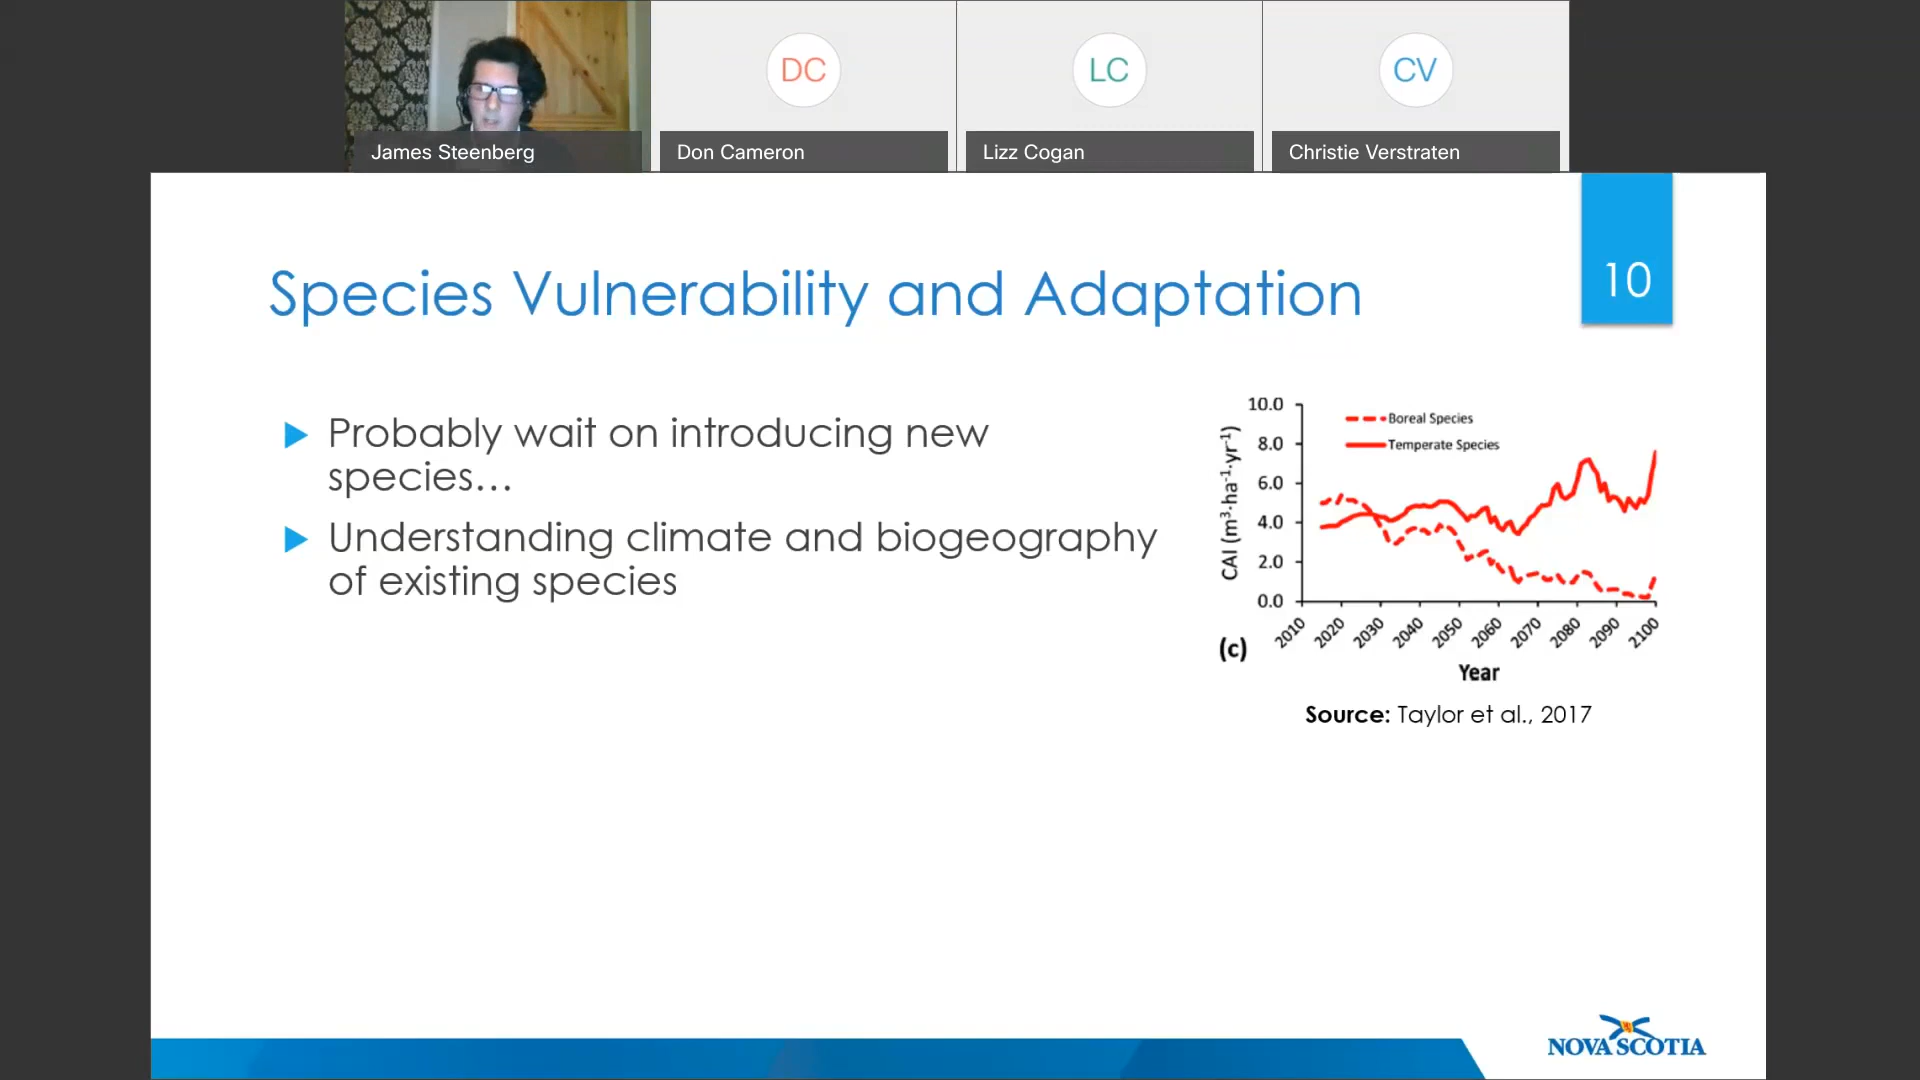 DC
LC
CV
James Steenberg
Don Cameron
Lizz Cogan
Christie Verstraten
10
Species Vulnerability and Adaptation
Probably wait on introducing new
species…
Understanding climate and biogeography
of existing species
Boreal Species
Temperate Species
CAI (m³·ha⁻¹·yr⁻¹)
10.0
8.0
6.0
4.0
2.0
0.0
2010
2020
2030
2040
2050
2060
2070
2080
2090
2100
(c)
Year
Source: Taylor et al., 2017
NOVA SCOTIA